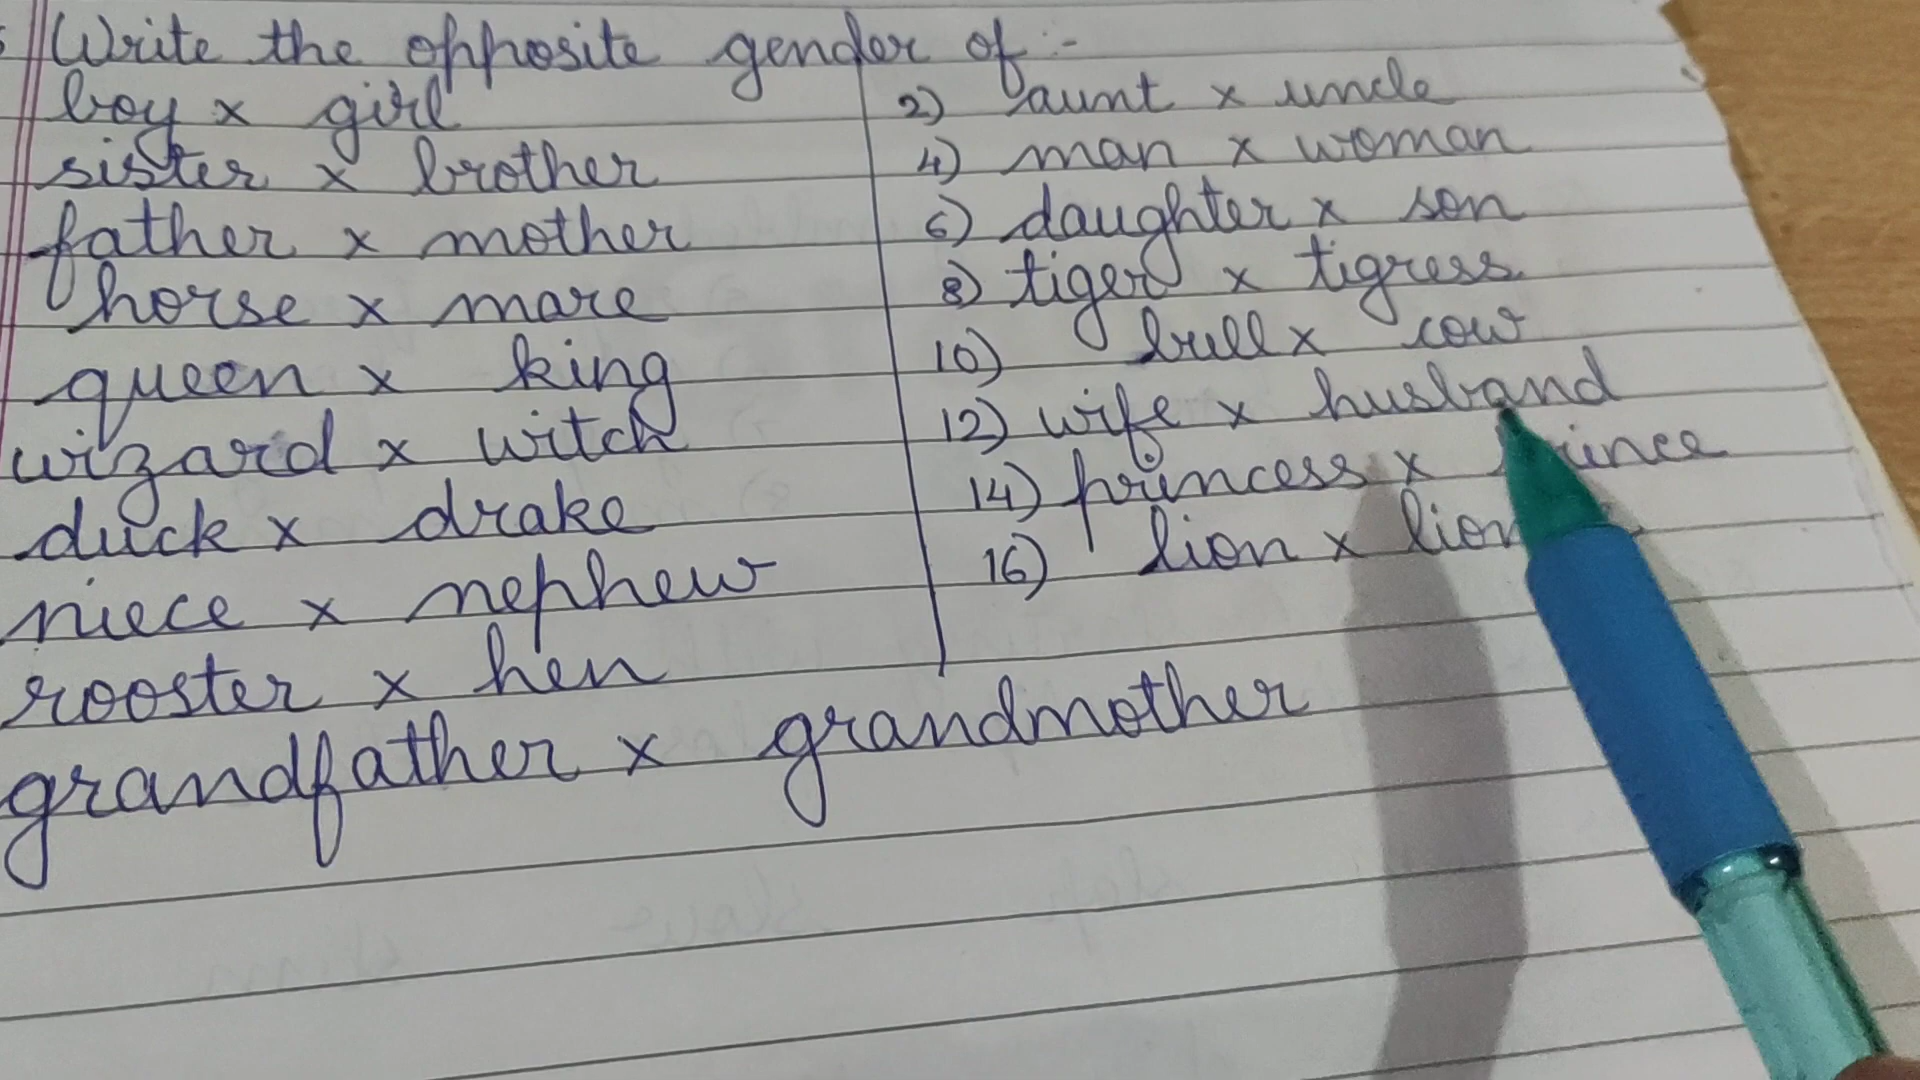 Write the opposite gender of :-
boy x girl
2) aunt x uncle
sister x brother
4) man x woman
father x mother
6) daughter x son
horse x mare
8) tiger x tigress
queen x king
10) bull x cow
wizard x witch
12) wife x husband
duck x drake
14) princess x
niece x nephew
16) lion x
rooster x hen
grandfather x grandmother